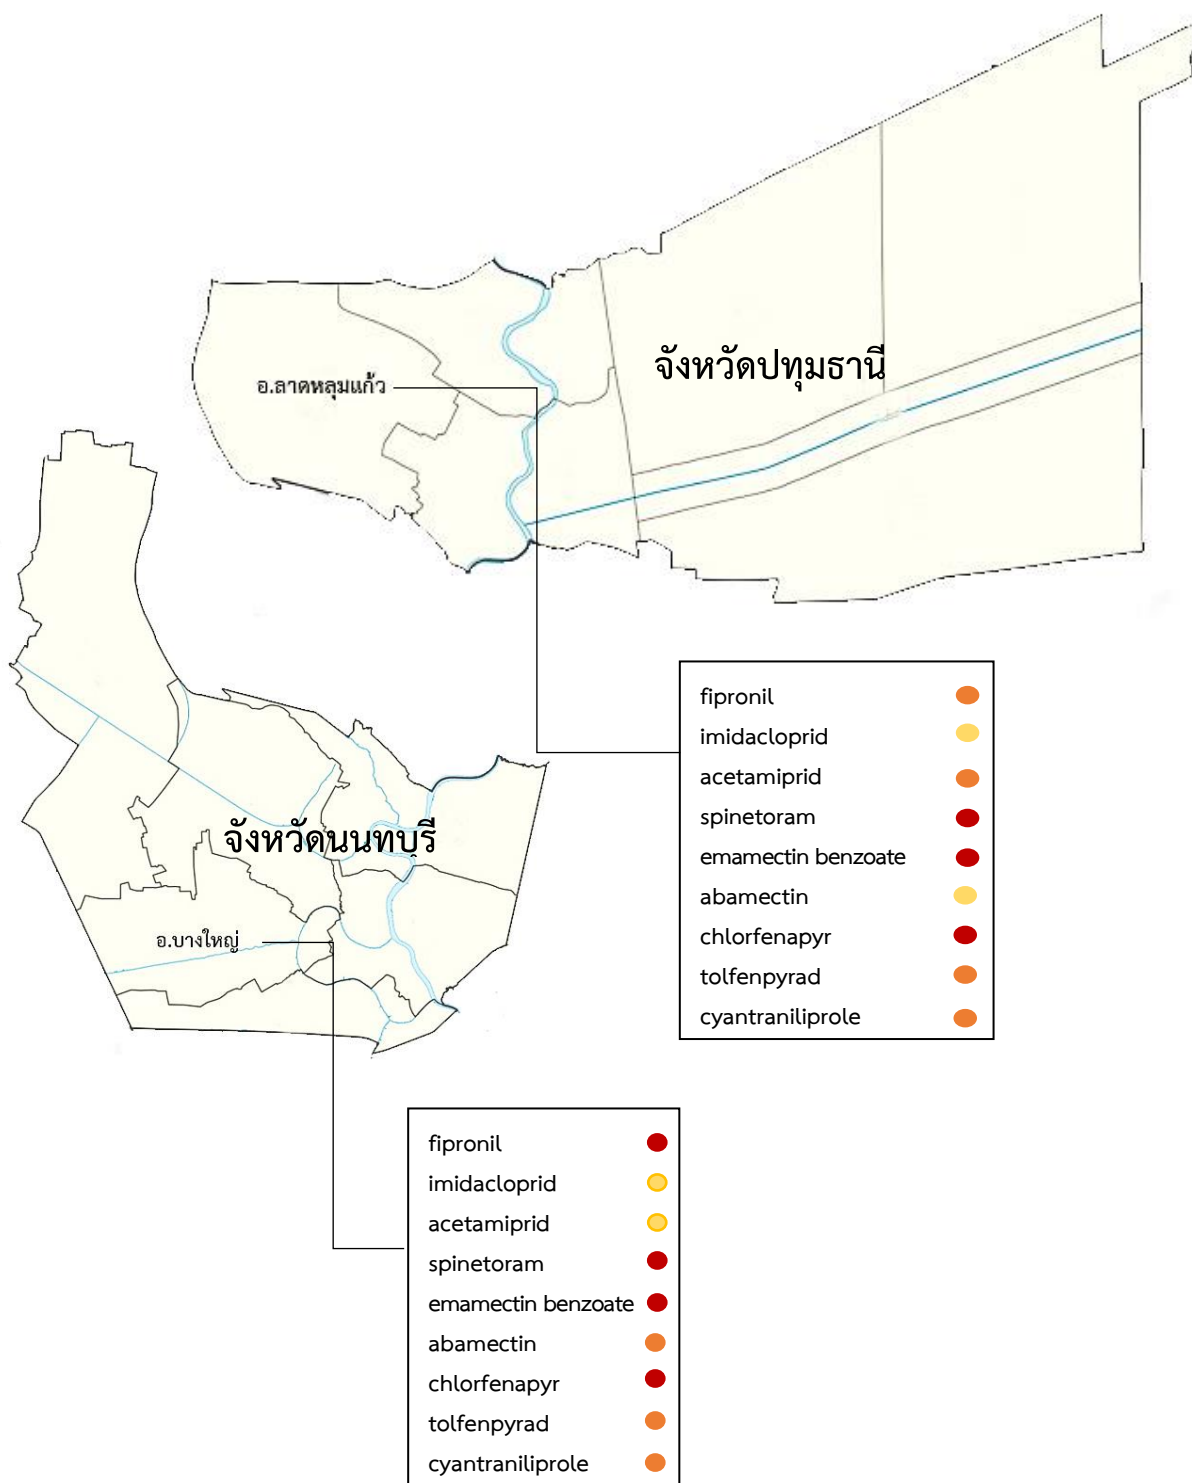 จังหวัดปทุมธานี
อ.ลาดหลุมแก้ว
fipronil
imidacloprid
acetamiprid
spinetoram
emamectin benzoate
abamectin
chlorfenapyr
tolfenpyrad
cyantraniliprole
จังหวัดนนทบุรี
อ.บางใหญ่
fipronil
imidacloprid
acetamiprid
spinetoram
emamectin benzoate
abamectin
chlorfenapyr
tolfenpyrad
cyantraniliprole